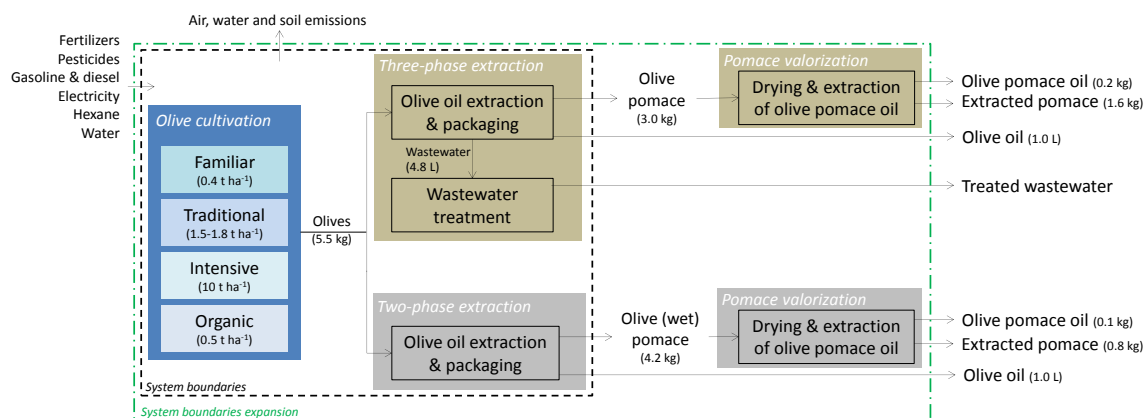 Air, water and soil emissions
Fertilizers
Pesticides
Gasoline & diesel
Electricity
Hexane
Water
Olive cultivation
Familiar
(0.4 t ha⁻¹)
Traditional
(1.5-1.8 t ha⁻¹)
Intensive
(10 t ha⁻¹)
Organic
(0.5 t ha⁻¹)
Olives
(5.5 kg)
Three-phase extraction
Olive oil extraction
& packaging
Wastewater
(4.8 L)
Wastewater
treatment
Olive
pomace
(3.0 kg)
Pomace valorization
Drying & extraction
of olive pomace oil
Olive pomace oil (0.2 kg)
Extracted pomace (1.6 kg)
Olive oil (1.0 L)
Treated wastewater
Two-phase extraction
Olive oil extraction
& packaging
Olive (wet)
pomace
(4.2 kg)
Pomace valorization
Drying & extraction
of olive pomace oil
Olive pomace oil (0.1 kg)
Extracted pomace (0.8 kg)
Olive oil (1.0 L)
System boundaries
System boundaries expansion